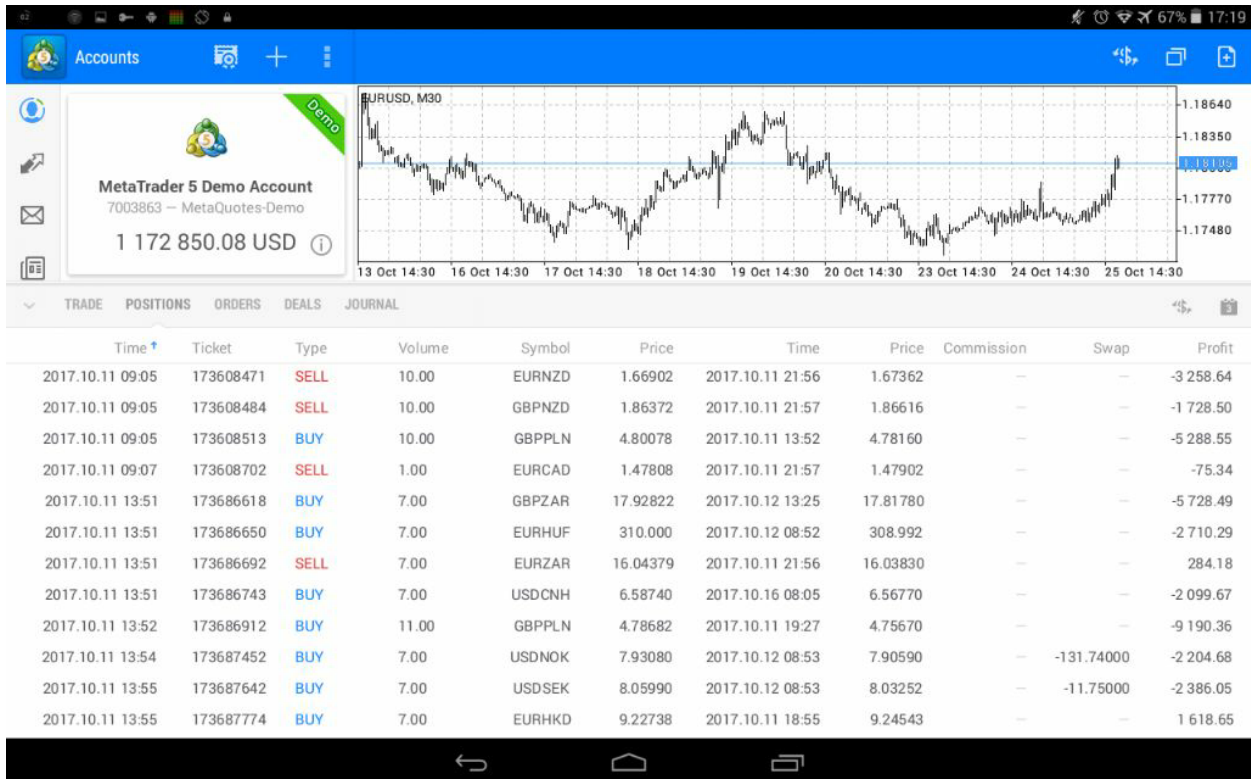 67% 17:19
Accounts
Demo
MetaTrader 5 Demo Account
7003863 — MetaQuotes-Demo
1 172 850.08 USD
EURUSD, M30
1.18640
1.18350
1.18105
1.17770
1.17480
13 Oct 14:30 16 Oct 14:30 17 Oct 14:30 18 Oct 14:30 19 Oct 14:30 20 Oct 14:30 23 Oct 14:30 24 Oct 14:30 25 Oct 14:30
TRADE POSITIONS ORDERS DEALS JOURNAL
Time Ticket Type Volume Symbol Price Time Price Commission Swap Profit
2017.10.11 09:05 173608471 SELL 10.00 EURNZD 1.66902 2017.10.11 21:56 1.67362 — — -3 258.64
2017.10.11 09:05 173608484 SELL 10.00 GBPNZD 1.86372 2017.10.11 21:57 1.86616 — — -1 728.50
2017.10.11 09:05 173608513 BUY 10.00 GBPPLN 4.80078 2017.10.11 13:52 4.78160 — — -5 288.55
2017.10.11 09:07 173608702 SELL 1.00 EURCAD 1.47808 2017.10.11 21:57 1.47902 — — -75.34
2017.10.11 13:51 173686618 BUY 7.00 GBPZAR 17.92822 2017.10.12 13:25 17.81780 — — -5 728.49
2017.10.11 13:51 173686650 BUY 7.00 EURHUF 310.000 2017.10.12 08:52 308.992 — — -2 710.29
2017.10.11 13:51 173686692 SELL 7.00 EURZAR 16.04379 2017.10.11 21:56 16.03830 — — 284.18
2017.10.11 13:51 173686743 BUY 7.00 USDCNH 6.58740 2017.10.16 08:05 6.56770 — — -2 099.67
2017.10.11 13:52 173686912 BUY 11.00 GBPPLN 4.78682 2017.10.11 19:27 4.75670 — — -9 190.36
2017.10.11 13:54 173687452 BUY 7.00 USDNOK 7.93080 2017.10.12 08:53 7.90590 — -131.74000 -2 204.68
2017.10.11 13:55 173687642 BUY 7.00 USDSEK 8.05990 2017.10.12 08:53 8.03252 — -11.75000 -2 386.05
2017.10.11 13:55 173687774 BUY 7.00 EURHKD 9.22738 2017.10.11 18:55 9.24543 — — 1 618.65